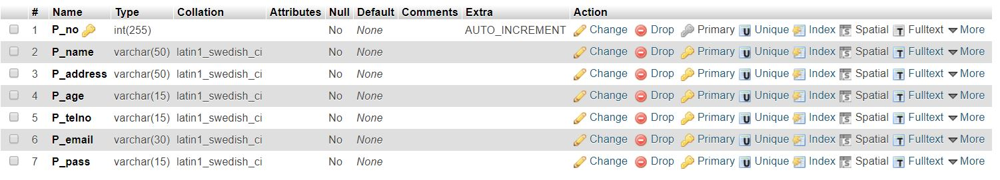 # Name Type Collation Attributes Null Default Comments Extra Action
1 P_no int(255) No None AUTO_INCREMENT Change Drop Primary Unique Index Spatial Fulltext More
2 P_name varchar(50) latin1_swedish_ci No None Change Drop Primary Unique Index Spatial Fulltext More
3 P_address varchar(50) latin1_swedish_ci No None Change Drop Primary Unique Index Spatial Fulltext More
4 P_age varchar(15) latin1_swedish_ci No None Change Drop Primary Unique Index Spatial Fulltext More
5 P_telno varchar(15) latin1_swedish_ci No None Change Drop Primary Unique Index Spatial Fulltext More
6 P_email varchar(30) latin1_swedish_ci No None Change Drop Primary Unique Index Spatial Fulltext More
7 P_pass varchar(15) latin1_swedish_ci No None Change Drop Primary Unique Index Spatial Fulltext More